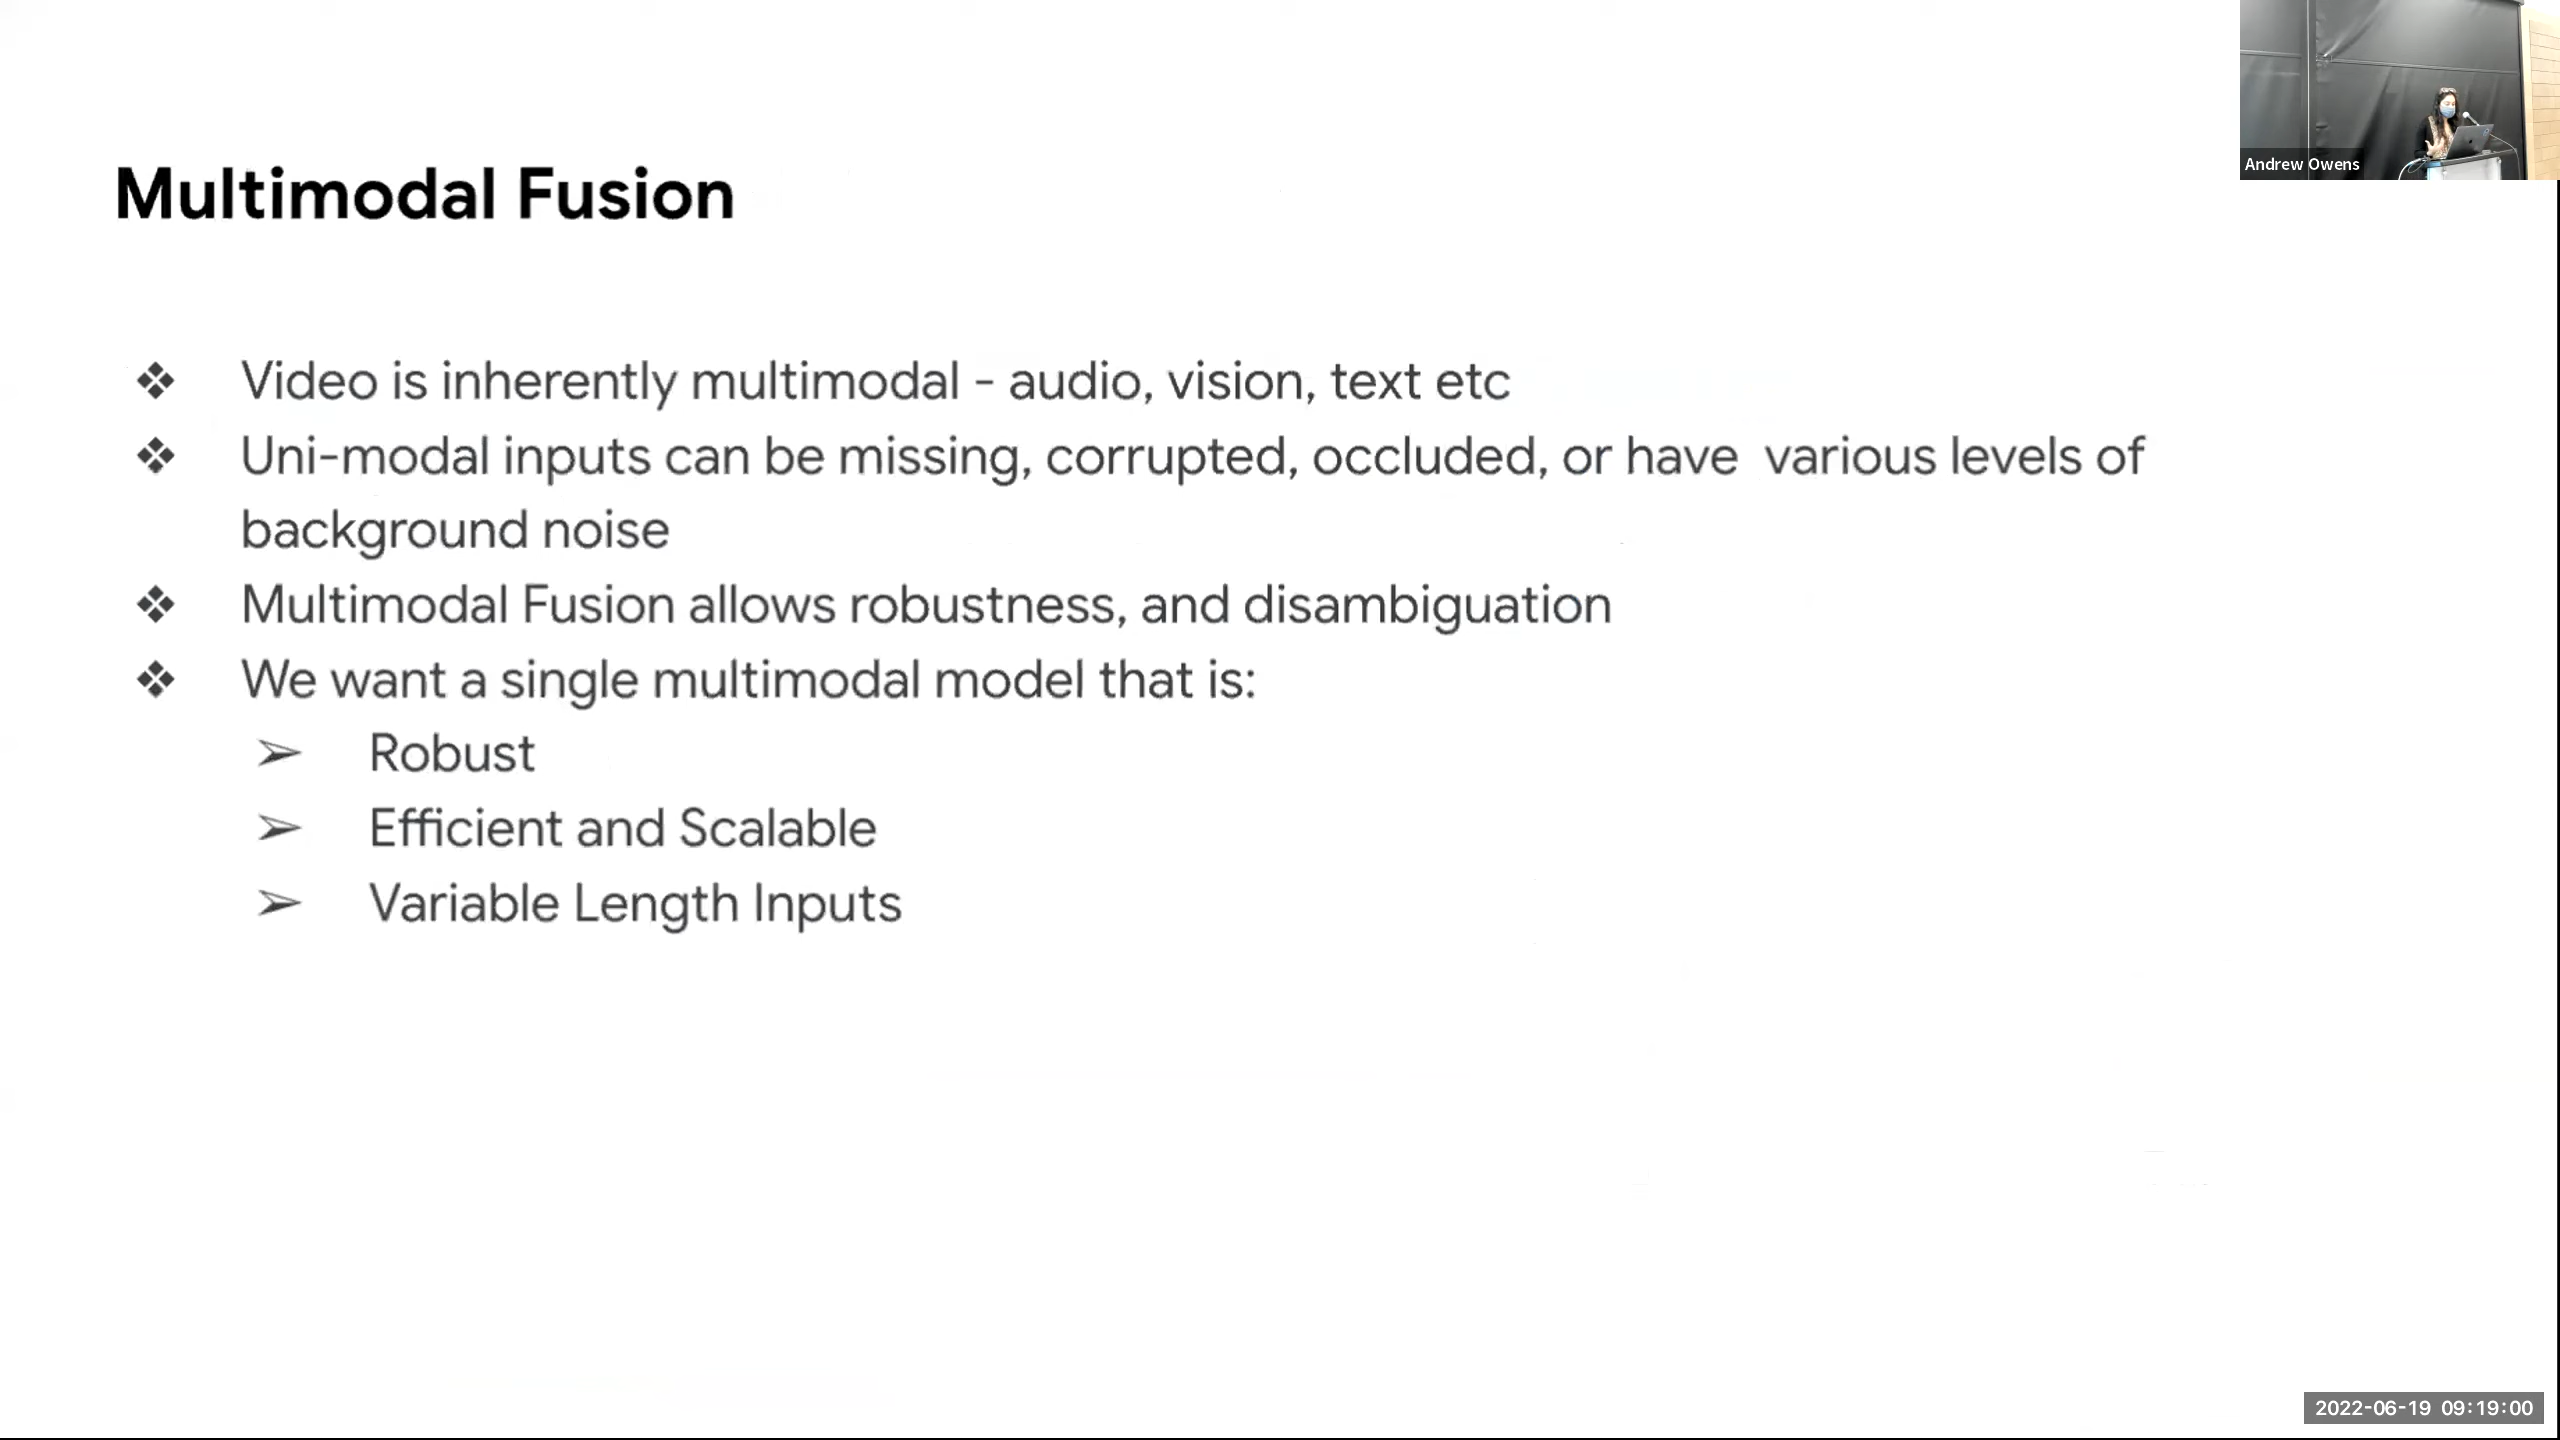 Andrew Owens
Multimodal Fusion
❖ Video is inherently multimodal - audio, vision, text etc
❖ Uni-modal inputs can be missing, corrupted, occluded, or have  various levels of
background noise
❖ Multimodal Fusion allows robustness, and disambiguation
❖ We want a single multimodal model that is:
➢ Robust
➢ Efficient and Scalable
➢ Variable Length Inputs
2022-06-19 09:19:00